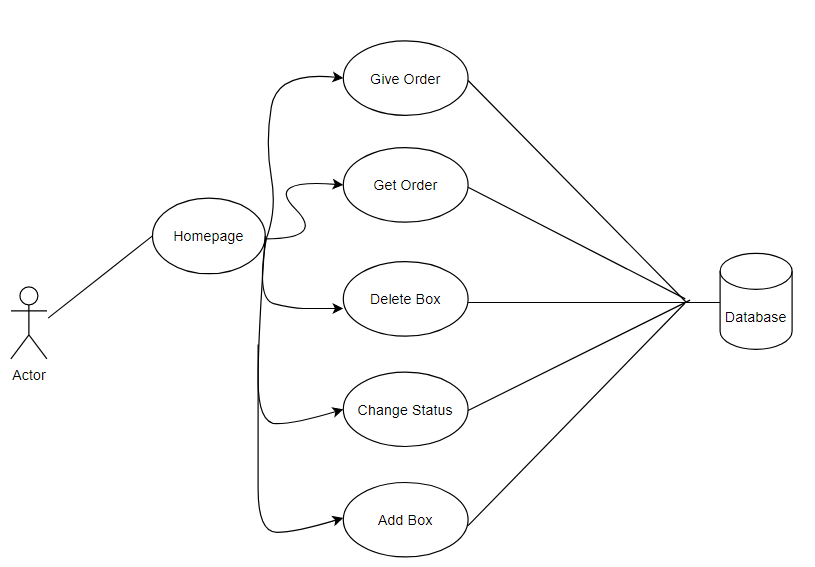 Give Order
Get Order
Homepage
Delete Box
Database
Actor
Change Status
Add Box